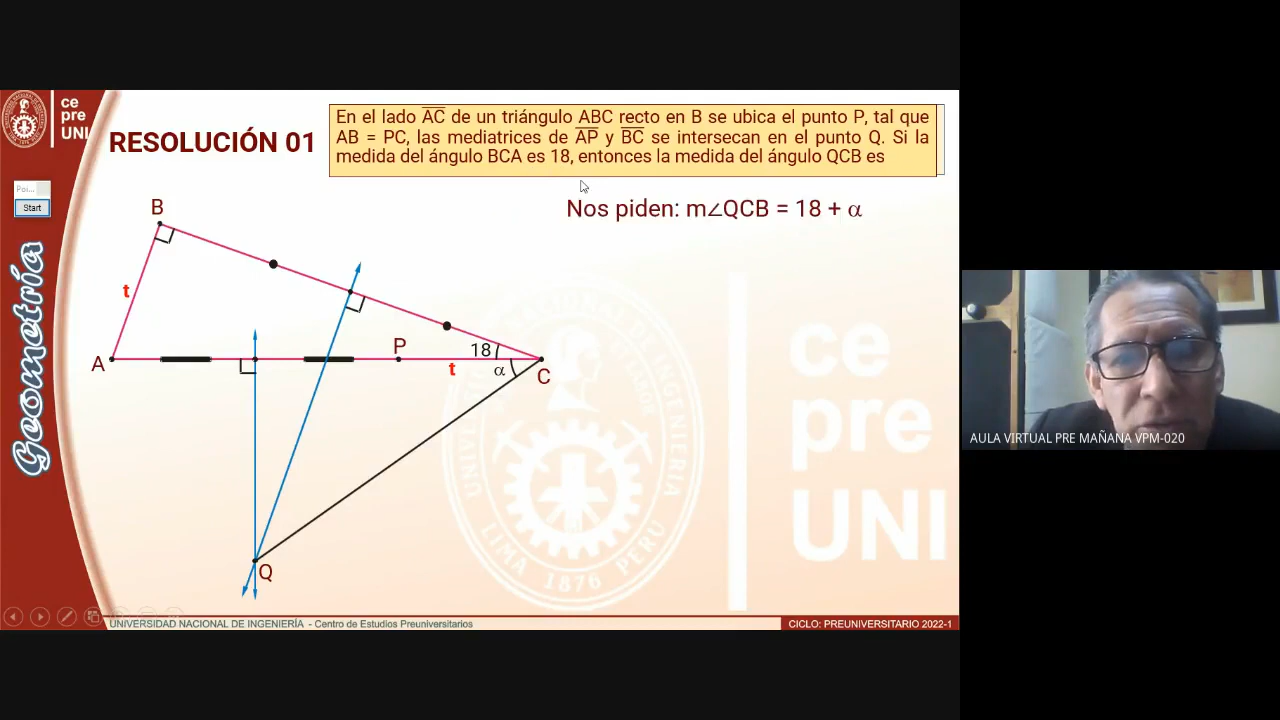 ce
pre
UNI
RESOLUCIÓN 01
En el lado AC de un triángulo ABC recto en B se ubica el punto P, tal que
AB = PC, las mediatrices de AP y BC se intersecan en el punto Q. Si la
medida del ángulo BCA es 18, entonces la medida del ángulo QCB es
Poi...
Start
Nos piden: m∠QCB = 18 + α
B
t
A
P
18
t
α
C
Q
Geometría
ce
pre
UNI
LIMA 1876 PERU
AULA VIRTUAL PRE MAÑANA VPM-020
UNIVERSIDAD NACIONAL DE INGENIERÍA - Centro de Estudios Preuniversitarios
CICLO: PREUNIVERSITARIO 2022-1